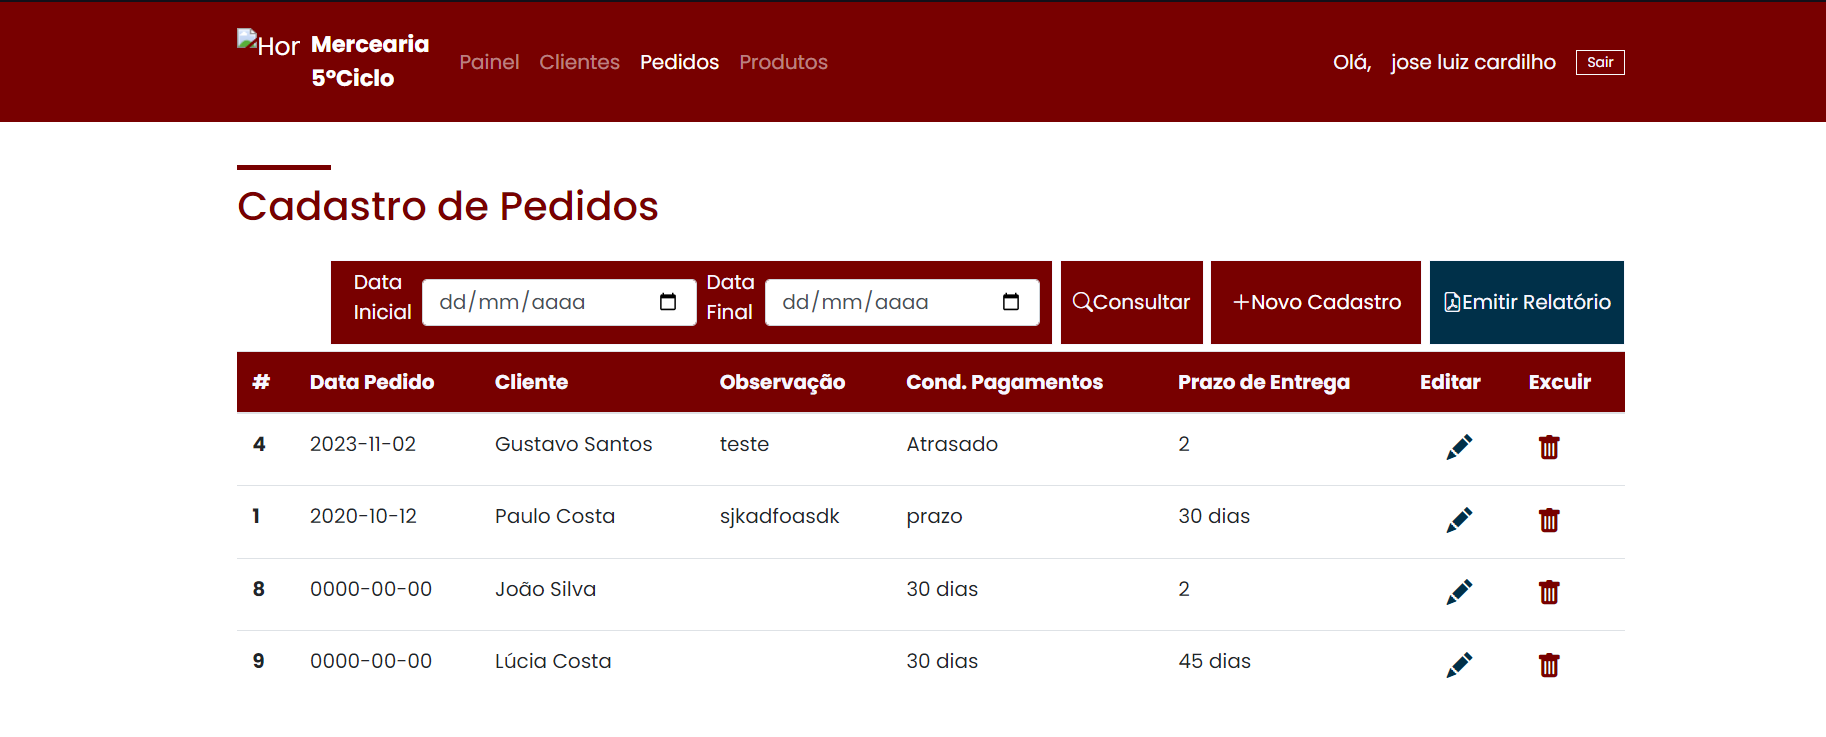 Hor
Mercearia
5ºCiclo
Painel Clientes Pedidos Produtos
Olá, jose luiz cardilho Sair
Cadastro de Pedidos
Data
Inicial
dd/mm/aaaa
Data
Final
dd/mm/aaaa
Consultar
+Novo Cadastro
Emitir Relatório
# Data Pedido Cliente Observação Cond. Pagamentos Prazo de Entrega Editar Excuir
4 2023-11-02 Gustavo Santos teste Atrasado 2
1 2020-10-12 Paulo Costa sjkadfoasdk prazo 30 dias
8 0000-00-00 João Silva 30 dias 2
9 0000-00-00 Lúcia Costa 30 dias 45 dias